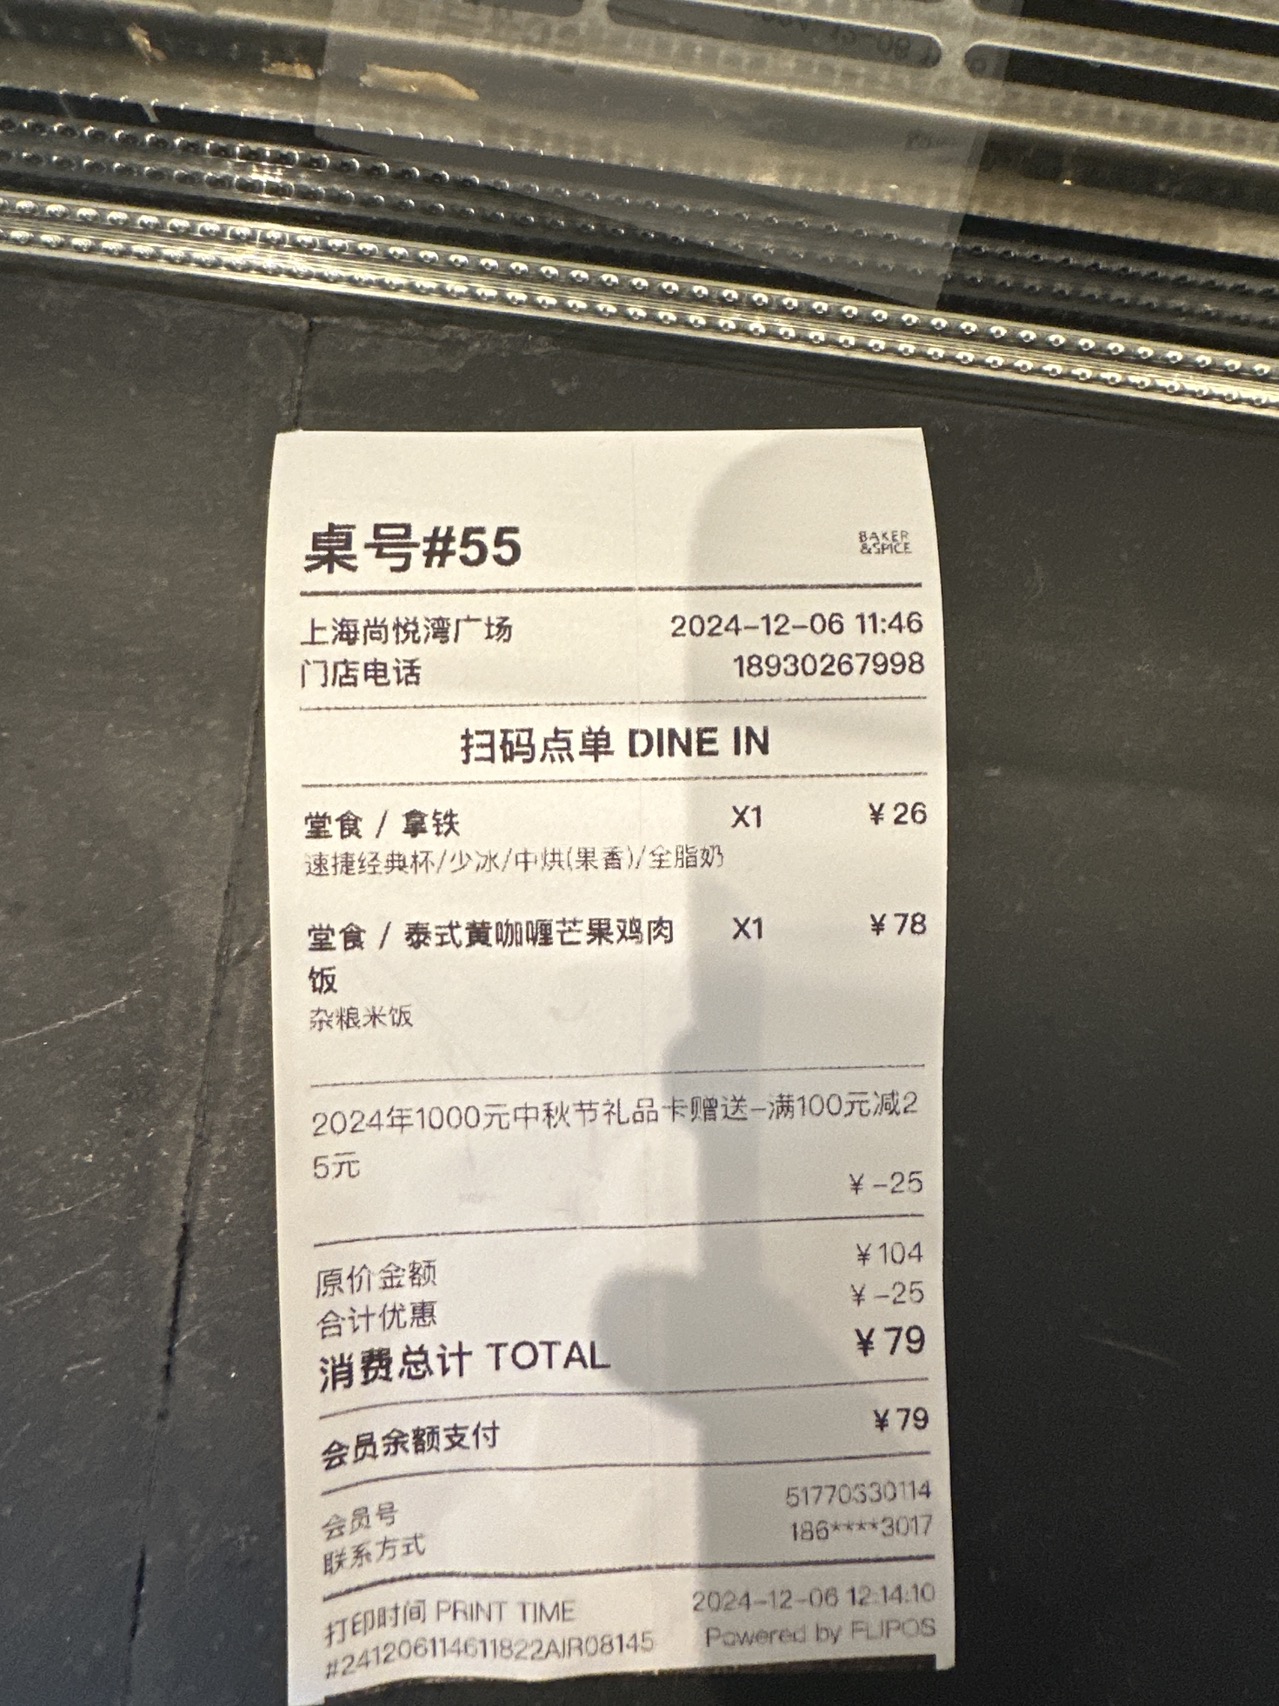 桌号#55
BAKER
&SPICE
上海尚悦湾广场 2024-12-06 11:46
门店电话 18930267998
扫码点单 DINE IN
堂食 / 拿铁 X1 ¥26
速捷经典杯/少冰/中烘(果香)/全脂奶
堂食 / 泰式黄咖喱芒果鸡肉 X1 ¥78
饭
杂粮米饭
2024年1000元中秋节礼品卡赠送-满100元减2
5元
¥-25
原价金额 ¥104
合计优惠 ¥-25
消费总计 TOTAL ¥79
会员余额支付 ¥79
会员号 51770330114
联系方式 186****3017
打印时间 PRINT TIME 2024-12-06 12:14:10
#241206114611822AIR08145 Powered by FLIPOS